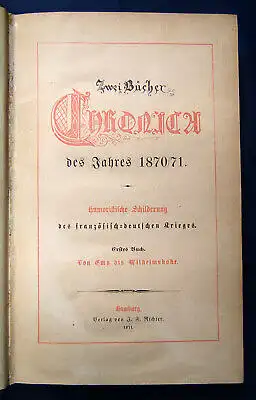 Zwei Bücher
CHRONICA
des Jahres 1870/71.
Humoristische Schilderung
des französisch-deutschen Krieges.
Erstes Buch.
Von Ems bis Wilhelmshöhe.
Hamburg,
Verlag von J. F. Richter.
1871.